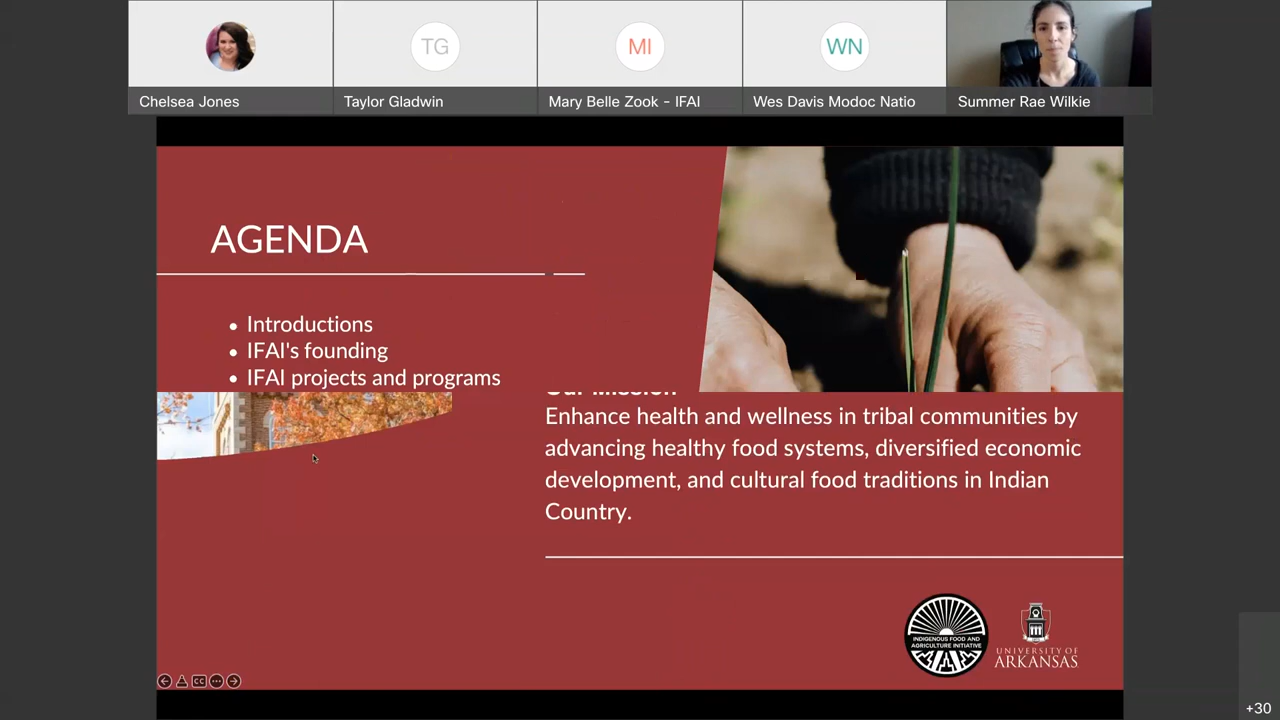 TG
MI
WN
Chelsea Jones
Taylor Gladwin
Mary Belle Zook - IFAI
Wes Davis Modoc Natio
Summer Rae Wilkie
AGENDA
• Introductions
• IFAI's founding
• IFAI projects and programs
Our Mission
Enhance health and wellness in tribal communities by
advancing healthy food systems, diversified economic
development, and cultural food traditions in Indian
Country.
INDIGENOUS FOOD AND
AGRICULTURE INITIATIVE
UNIVERSITY OF
ARKANSAS
CC
+30